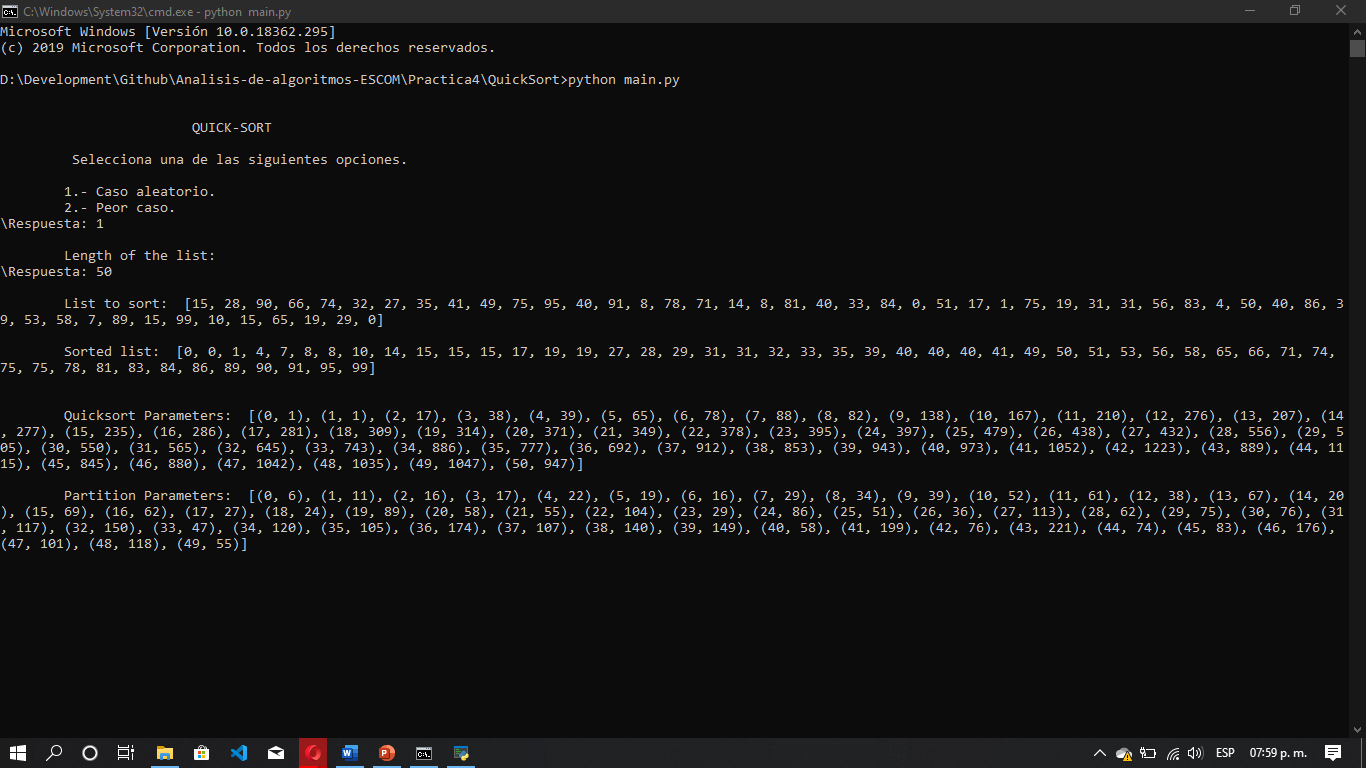 C:\Windows\System32\cmd.exe - python  main.py
Microsoft Windows [Versión 10.0.18362.295]
(c) 2019 Microsoft Corporation. Todos los derechos reservados.
D:\Development\Github\Analisis-de-algoritmos-ESCOM\Practica4\QuickSort>python main.py
QUICK-SORT
Selecciona una de las siguientes opciones.
1.- Caso aleatorio.
2.- Peor caso.
\Respuesta: 1
Length of the list:
\Respuesta: 50
List to sort:  [15, 28, 90, 66, 74, 32, 27, 35, 41, 49, 75, 95, 40, 91, 8, 78, 71, 14, 8, 81, 40, 33, 84, 0, 51, 17, 1, 75, 19, 31, 31, 56, 83, 4, 50, 40, 86, 3
9, 53, 58, 7, 89, 15, 99, 10, 15, 65, 19, 29, 0]
Sorted list:  [0, 0, 1, 4, 7, 8, 8, 10, 14, 15, 15, 15, 17, 19, 19, 27, 28, 29, 31, 31, 32, 33, 35, 39, 40, 40, 40, 41, 49, 50, 51, 53, 56, 58, 65, 66, 71, 74,
75, 75, 78, 81, 83, 84, 86, 89, 90, 91, 95, 99]
Quicksort Parameters:  [(0, 1), (1, 1), (2, 17), (3, 38), (4, 39), (5, 65), (6, 78), (7, 88), (8, 82), (9, 138), (10, 167), (11, 210), (12, 276), (13, 207), (14
, 277), (15, 235), (16, 286), (17, 281), (18, 309), (19, 314), (20, 371), (21, 349), (22, 378), (23, 395), (24, 397), (25, 479), (26, 438), (27, 432), (28, 556), (29, 5
05), (30, 550), (31, 565), (32, 645), (33, 743), (34, 886), (35, 777), (36, 692), (37, 912), (38, 853), (39, 943), (40, 973), (41, 1052), (42, 1223), (43, 889), (44, 11
15), (45, 845), (46, 880), (47, 1042), (48, 1035), (49, 1047), (50, 947)]
Partition Parameters:  [(0, 6), (1, 11), (2, 16), (3, 17), (4, 22), (5, 19), (6, 16), (7, 29), (8, 34), (9, 39), (10, 52), (11, 61), (12, 38), (13, 67), (14, 20
), (15, 69), (16, 62), (17, 27), (18, 24), (19, 89), (20, 58), (21, 55), (22, 104), (23, 29), (24, 86), (25, 51), (26, 36), (27, 113), (28, 62), (29, 75), (30, 76), (31
, 117), (32, 150), (33, 47), (34, 120), (35, 105), (36, 174), (37, 107), (38, 140), (39, 149), (40, 58), (41, 199), (42, 76), (43, 221), (44, 74), (45, 83), (46, 176),
(47, 101), (48, 118), (49, 55)]
ESP
07:59 p. m.